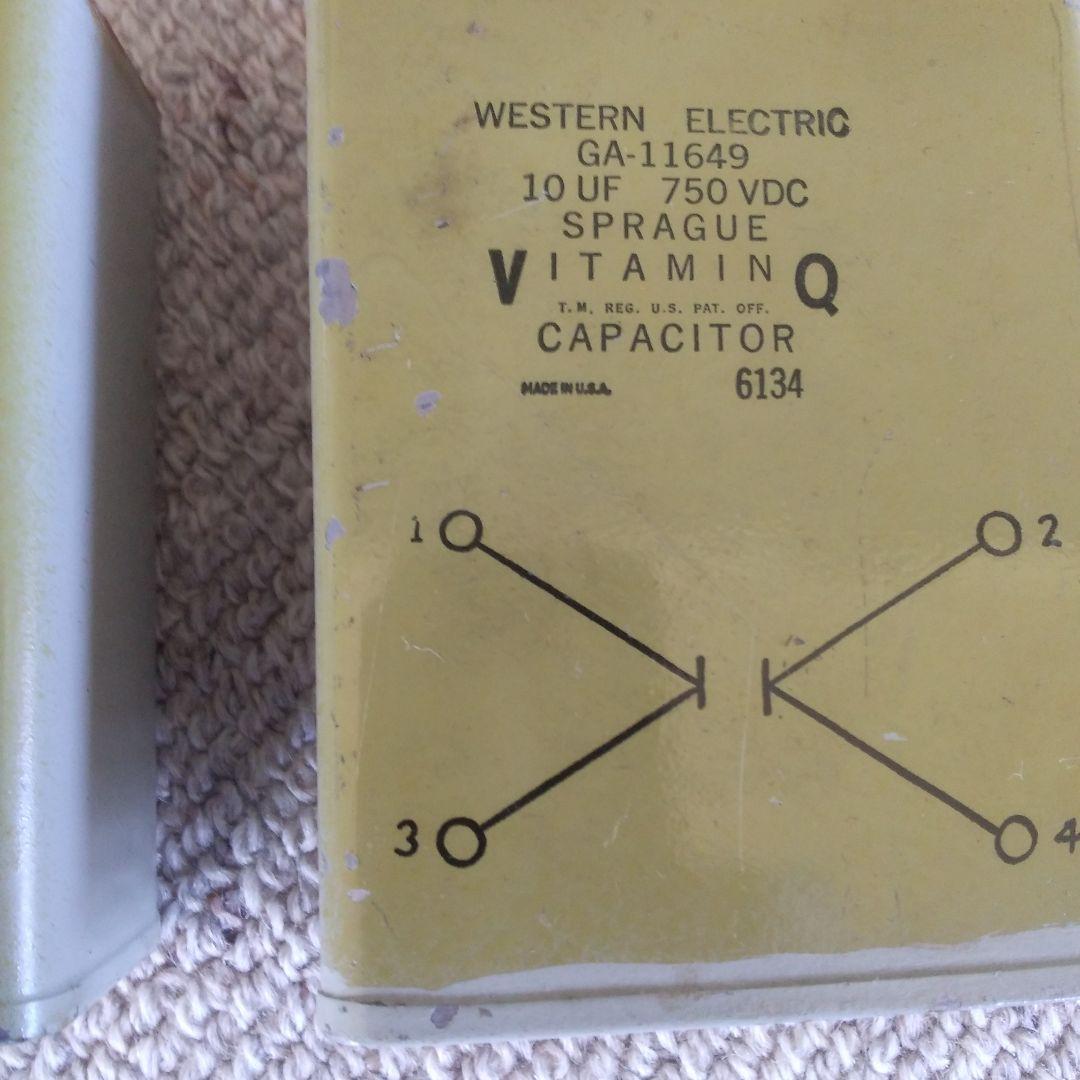 WESTERN ELECTRIC
GA-11649
10 UF 750 VDC
SPRAGUE
VITAMIN Q
T.M. REG. U.S. PAT. OFF.
CAPACITOR
MADE IN U.S.A. 6134
1 2
3 4